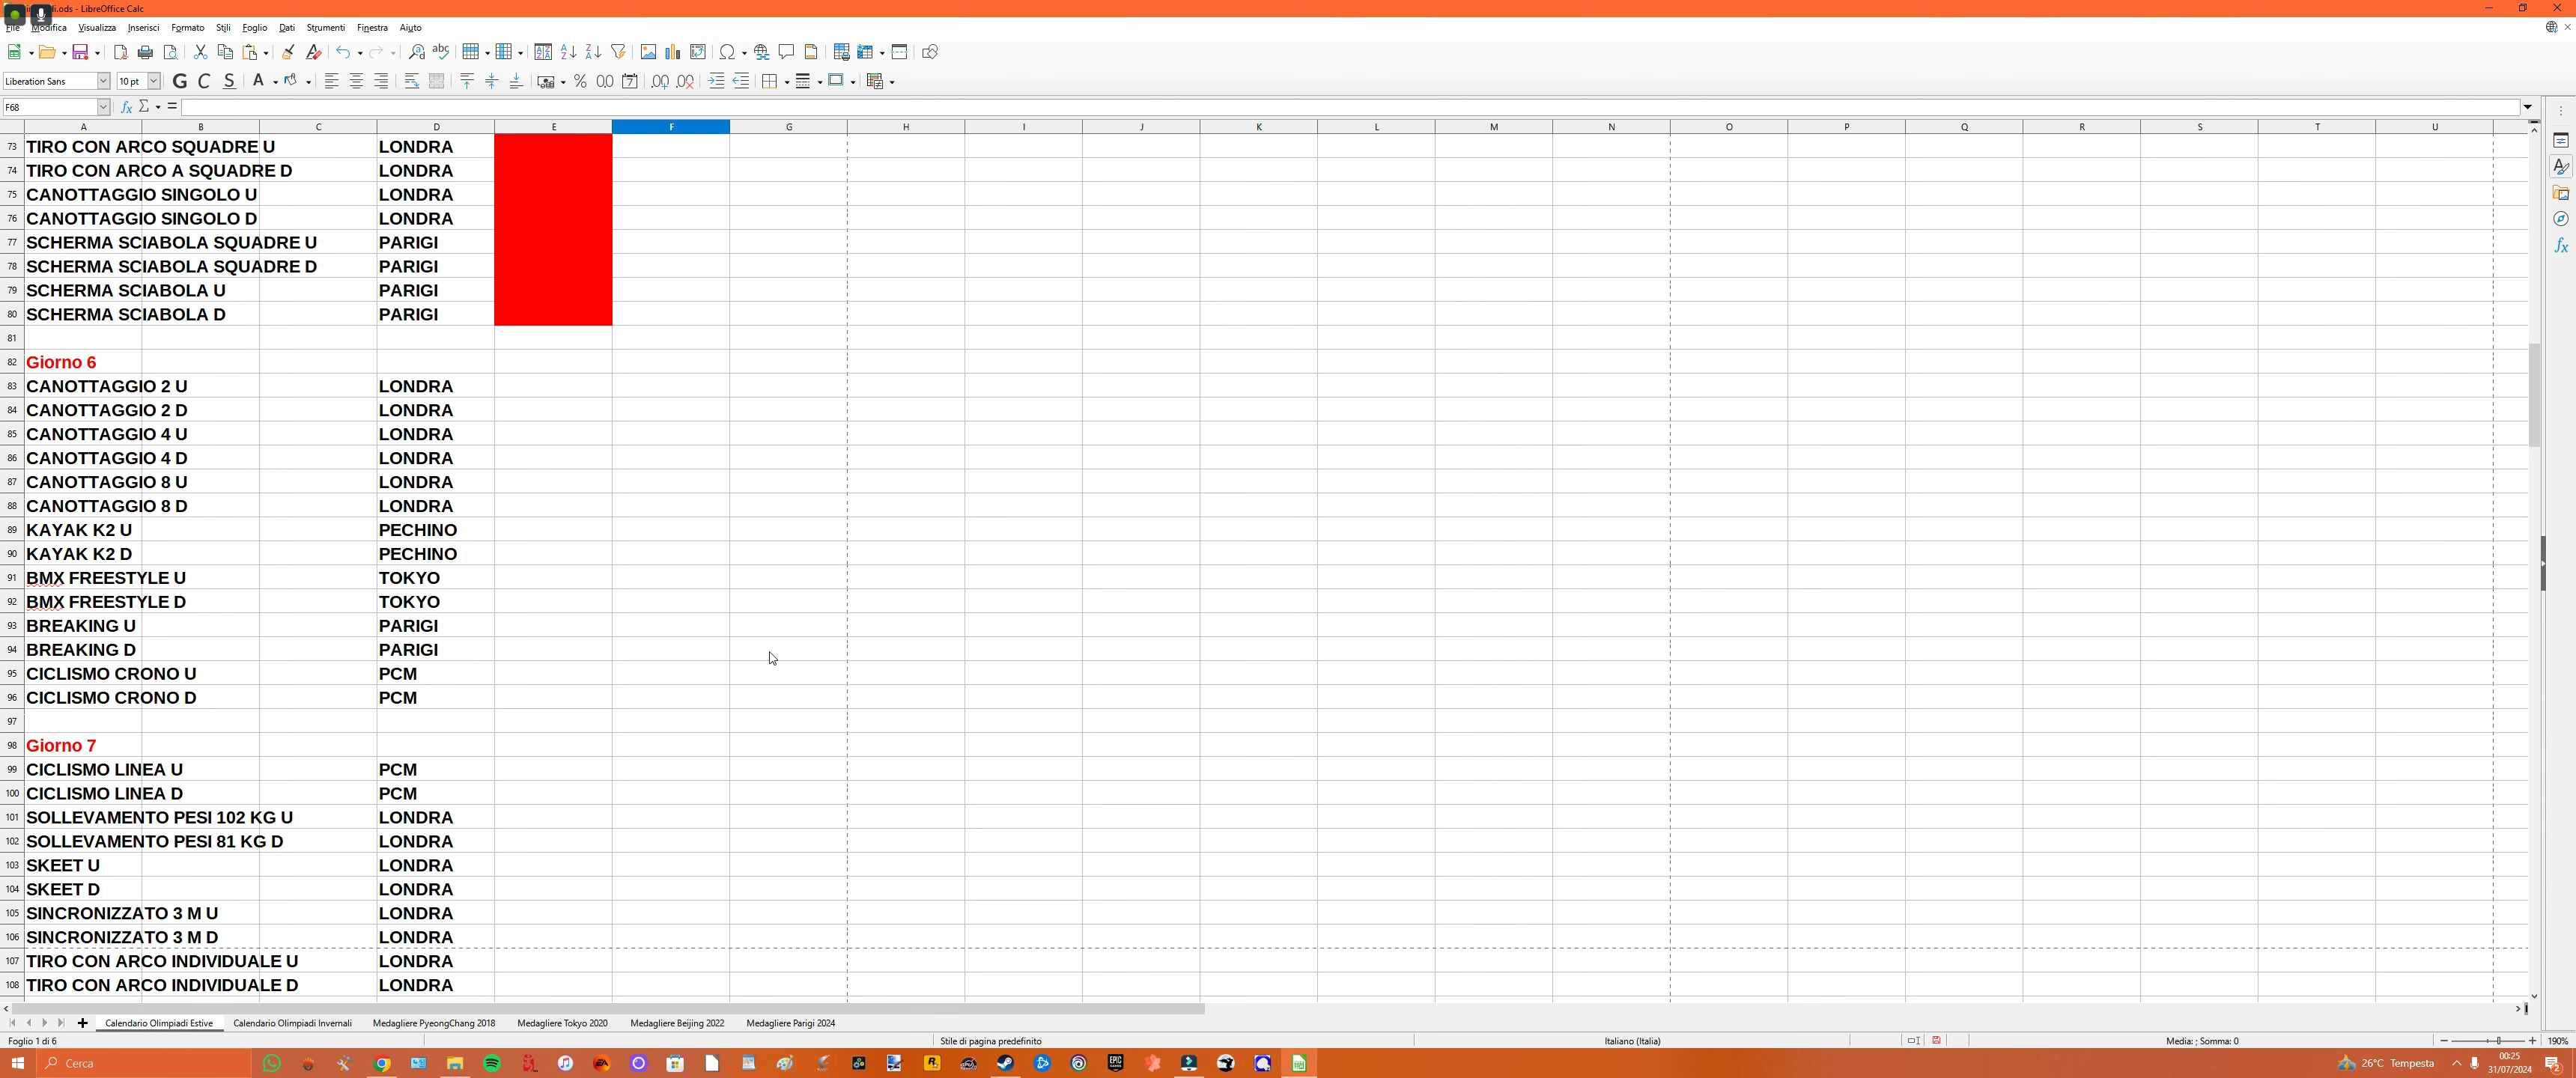 i.ods - LibreOffice Calc
File Modifica Visualizza Inserisci Formato Stili Foglio Dati Strumenti Finestra Aiuto
Liberation Sans 10 pt G C S
F68
A B C D E F G H I J K L M N O P Q R S T U
73 TIRO CON ARCO SQUADRE U LONDRA
74 TIRO CON ARCO A SQUADRE D LONDRA
75 CANOTTAGGIO SINGOLO U LONDRA
76 CANOTTAGGIO SINGOLO D LONDRA
77 SCHERMA SCIABOLA SQUADRE U PARIGI
78 SCHERMA SCIABOLA SQUADRE D PARIGI
79 SCHERMA SCIABOLA U PARIGI
80 SCHERMA SCIABOLA D PARIGI
81
82 Giorno 6
83 CANOTTAGGIO 2 U LONDRA
84 CANOTTAGGIO 2 D LONDRA
85 CANOTTAGGIO 4 U LONDRA
86 CANOTTAGGIO 4 D LONDRA
87 CANOTTAGGIO 8 U LONDRA
88 CANOTTAGGIO 8 D LONDRA
89 KAYAK K2 U PECHINO
90 KAYAK K2 D PECHINO
91 BMX FREESTYLE U TOKYO
92 BMX FREESTYLE D TOKYO
93 BREAKING U PARIGI
94 BREAKING D PARIGI
95 CICLISMO CRONO U PCM
96 CICLISMO CRONO D PCM
97
98 Giorno 7
99 CICLISMO LINEA U PCM
100 CICLISMO LINEA D PCM
101 SOLLEVAMENTO PESI 102 KG U LONDRA
102 SOLLEVAMENTO PESI 81 KG D LONDRA
103 SKEET U LONDRA
104 SKEET D LONDRA
105 SINCRONIZZATO 3 M U LONDRA
106 SINCRONIZZATO 3 M D LONDRA
107 TIRO CON ARCO INDIVIDUALE U LONDRA
108 TIRO CON ARCO INDIVIDUALE D LONDRA
Calendario Olimpiadi Estive Calendario Olimpiadi Invernali Medagliere PyeongChang 2018 Medagliere Tokyo 2020 Medagliere Beijing 2022 Medagliere Parigi 2024
Foglio 1 di 6 Stile di pagina predefinito Italiano (Italia) Media: ; Somma: 0 190%
Cerca 26°C Tempesta 00:25
31/07/2024 2